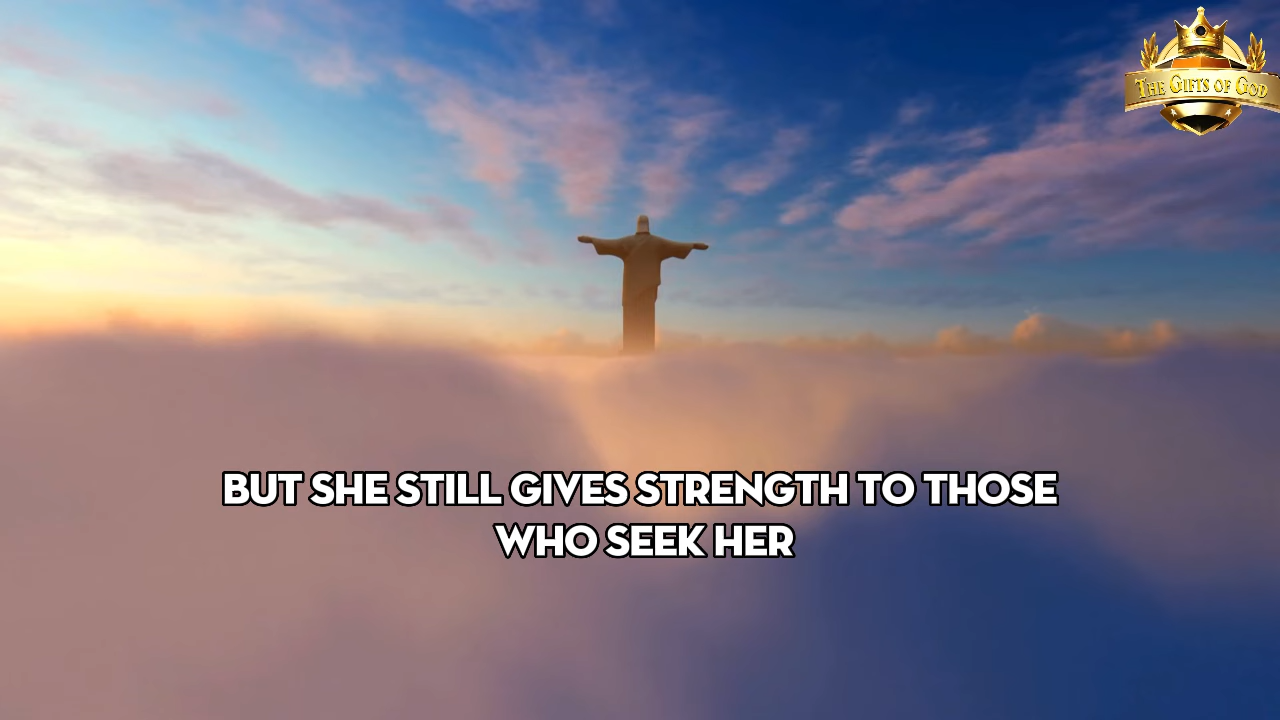 THE GIFTS OF GOD
BUT SHE STILL GIVES STRENGTH TO THOSE
WHO SEEK HER